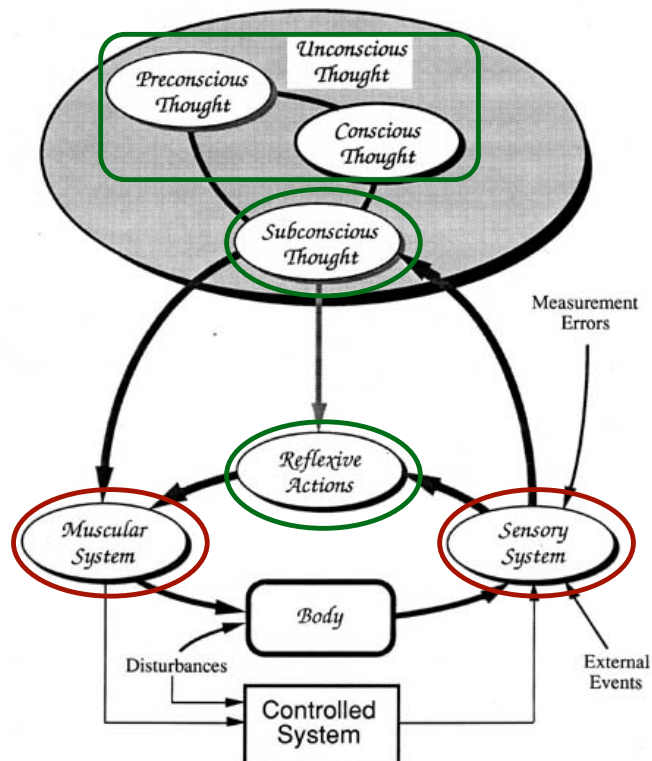 Unconscious
Thought
Preconscious
Thought
Conscious
Thought
Subconscious
Thought
Measurement
Errors
Reflexive
Actions
Muscular
System
Sensory
System
Body
Disturbances
External
Events
Controlled
System